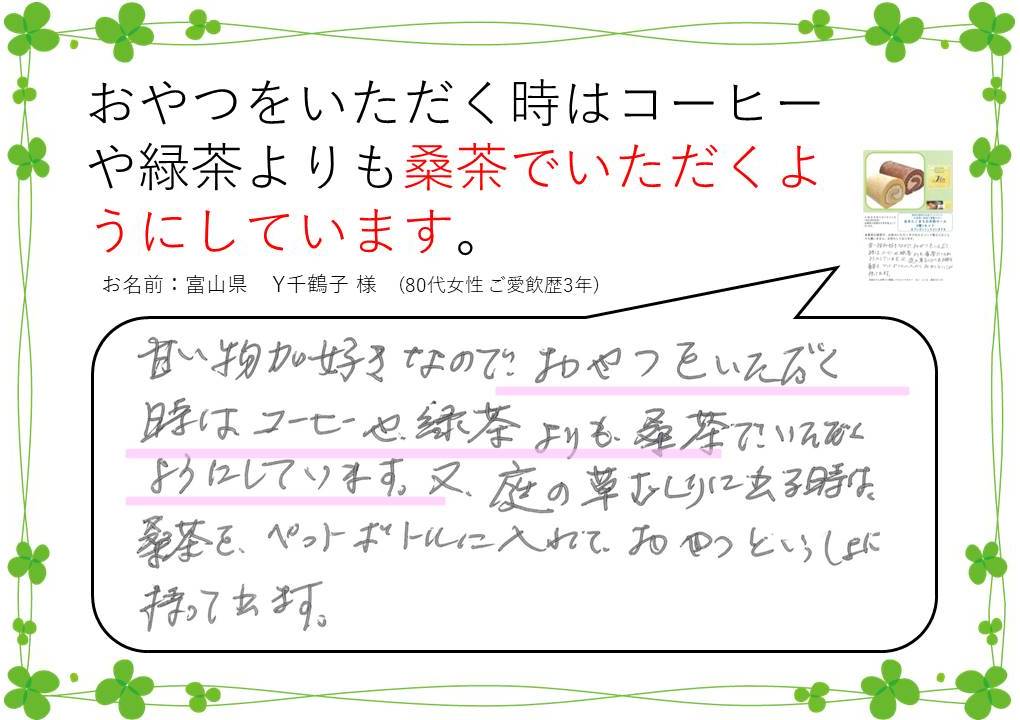 おやつをいただく時はコーヒー
や緑茶よりも桑茶でいただくよ
うにしています。
お名前：富山県　Y千鶴子 様　(80代女性 ご愛飲歴3年)
甘い物が好きなので、おやつをいただく
時はコーヒーや、緑茶よりも、桑茶でいただく
ようにしています。又、庭の草むしりに出る時は、
桑茶を、ペットボトルに入れて、おやつといっしょに
持って出ます。